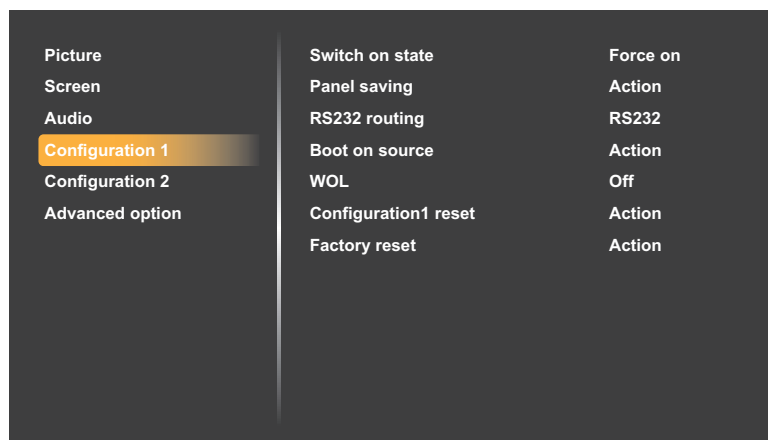 Picture
Screen
Audio
Configuration 1
Configuration 2
Advanced option
Switch on state Force on
Panel saving Action
RS232 routing RS232
Boot on source Action
WOL Off
Configuration1 reset Action
Factory reset Action